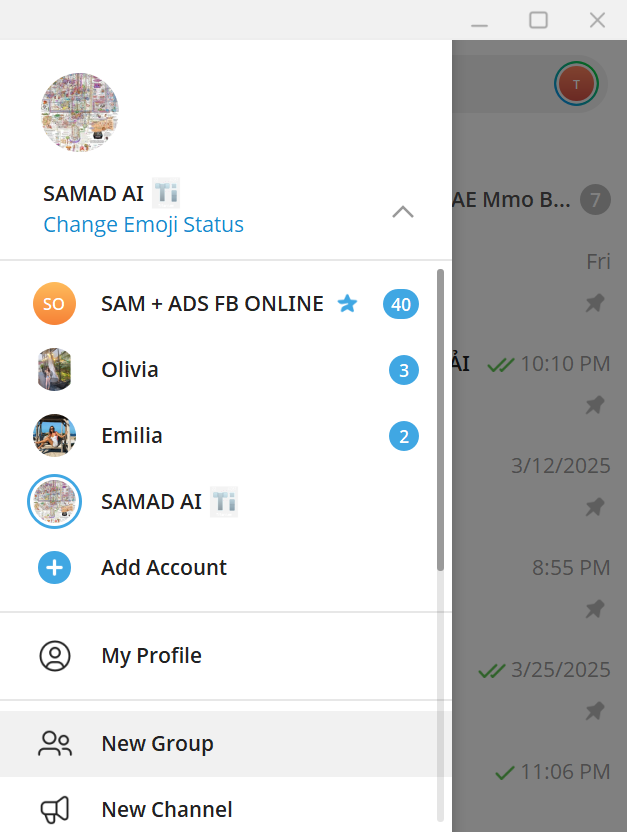 T
SAMAD AI Ti
Change Emoji Status
AE Mmo B... 7
Fri
SO SAM + ADS FB ONLINE 40
ẢI 10:10 PM
Olivia 3
Emilia 2
3/12/2025
SAMAD AI Ti
8:55 PM
Add Account
My Profile
3/25/2025
New Group
11:06 PM
New Channel